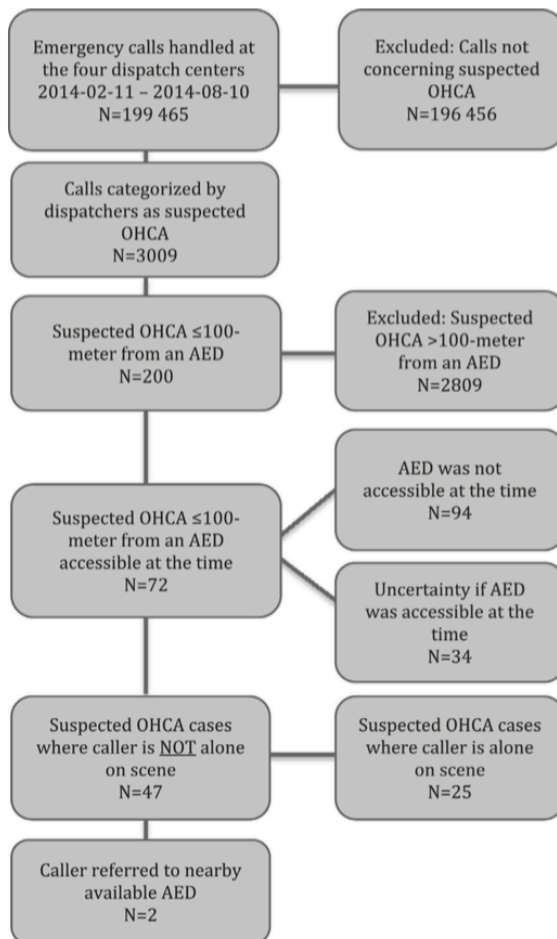 Emergency calls handled at
the four dispatch centers
2014-02-11 – 2014-08-10
N=199 465
Excluded: Calls not
concerning suspected
OHCA
N=196 456
Calls categorized by
dispatchers as suspected
OHCA
N=3009
Suspected OHCA ≤100-
meter from an AED
N=200
Excluded: Suspected
OHCA >100-meter
from an AED
N=2809
Suspected OHCA ≤100-
meter from an AED
accessible at the time
N=72
AED was not
accessible at the time
N=94
Uncertainty if AED
was accessible at the
time
N=34
Suspected OHCA cases
where caller is NOT alone
on scene
N=47
Suspected OHCA cases
where caller is alone
on scene
N=25
Caller referred to nearby
available AED
N=2